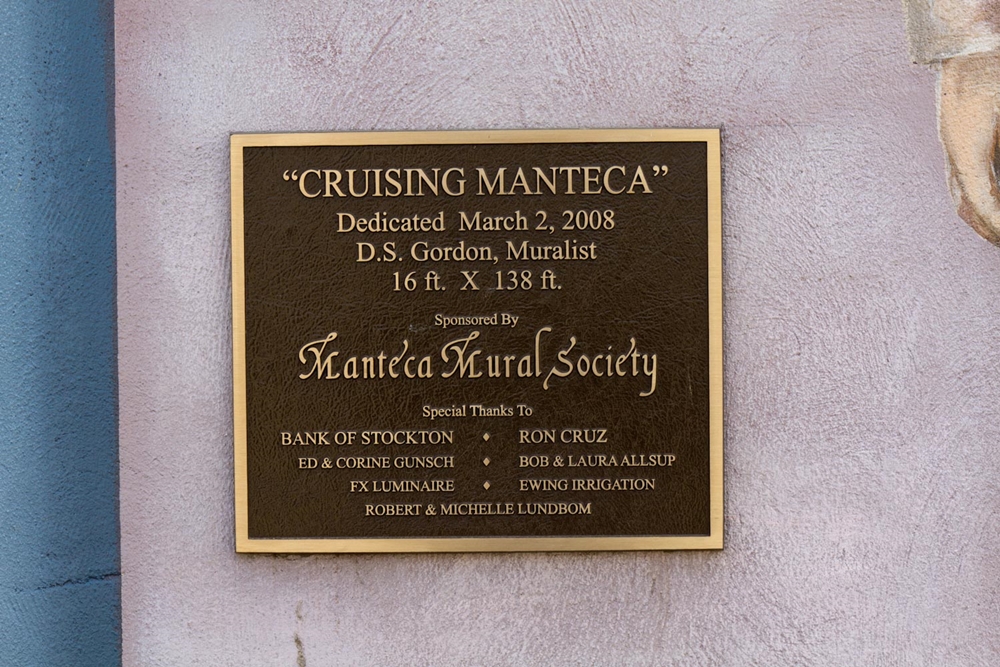 “CRUISING MANTECA”
Dedicated March 2, 2008
D.S. Gordon, Muralist
16 ft. X 138 ft.
Sponsored By
Manteca Mural Society
Special Thanks To
BANK OF STOCKTON ♦ RON CRUZ
ED & CORINE GUNSCH ♦ BOB & LAURA ALLSUP
FX LUMINAIRE ♦ EWING IRRIGATION
ROBERT & MICHELLE LUNDBOM